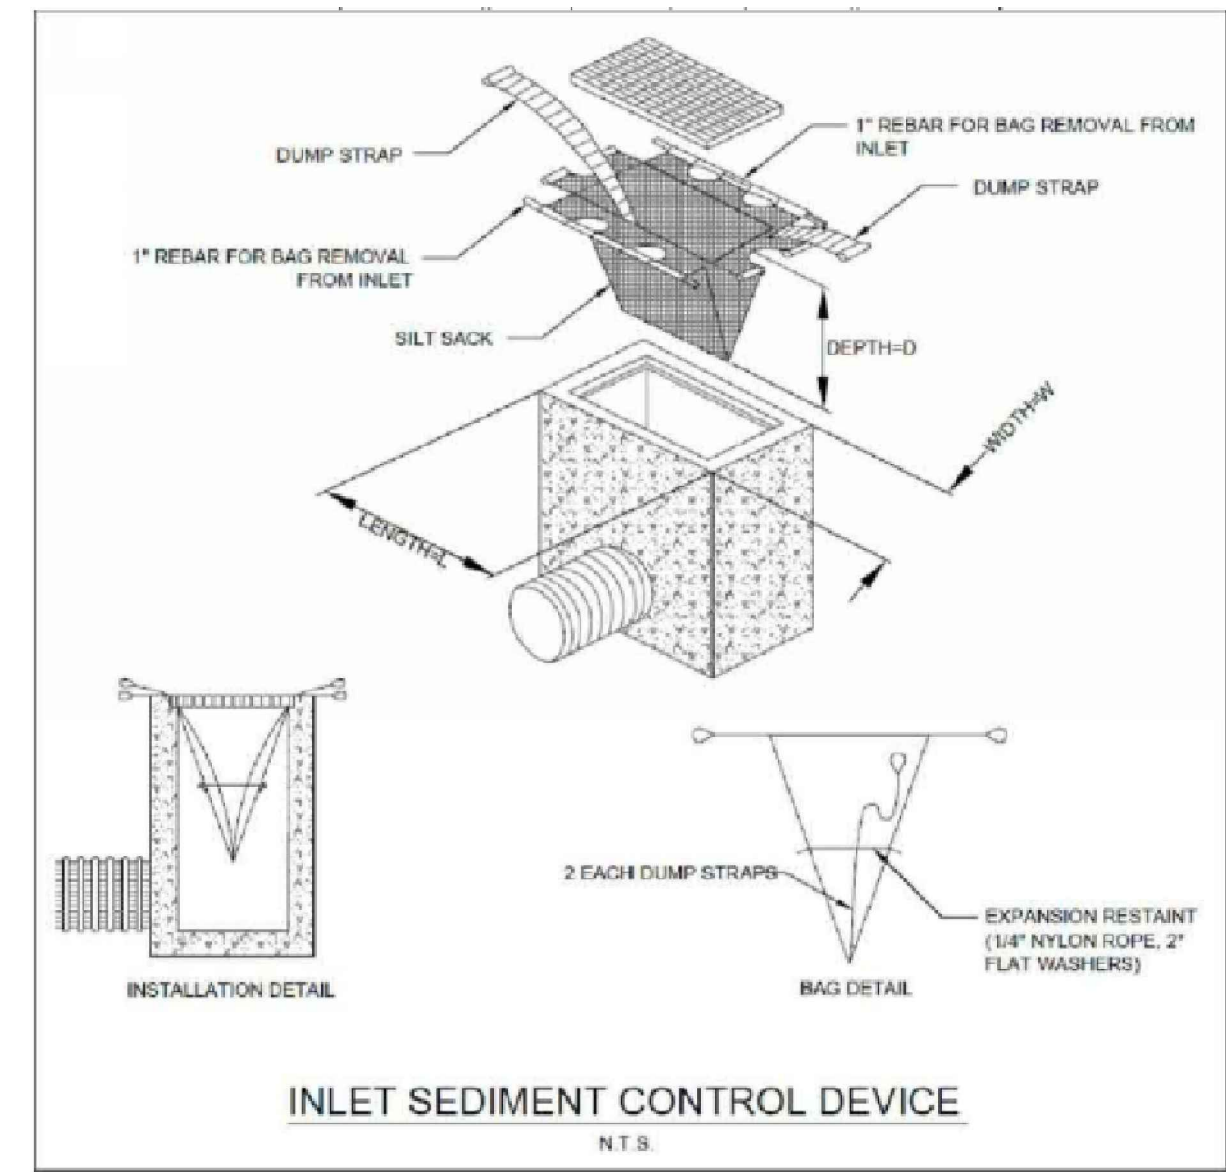 1" REBAR FOR BAG REMOVAL FROM
INLET
DUMP STRAP
DUMP STRAP
1" REBAR FOR BAG REMOVAL
FROM INLET
SILT SACK
DEPTH=D
WIDTH=W
LENGTH=L
2 EACH DUMP STRAPS
EXPANSION RESTAINT
(1/4" NYLON ROPE, 2"
FLAT WASHERS)
INSTALLATION DETAIL
BAG DETAIL
INLET SEDIMENT CONTROL DEVICE
N.T.S.